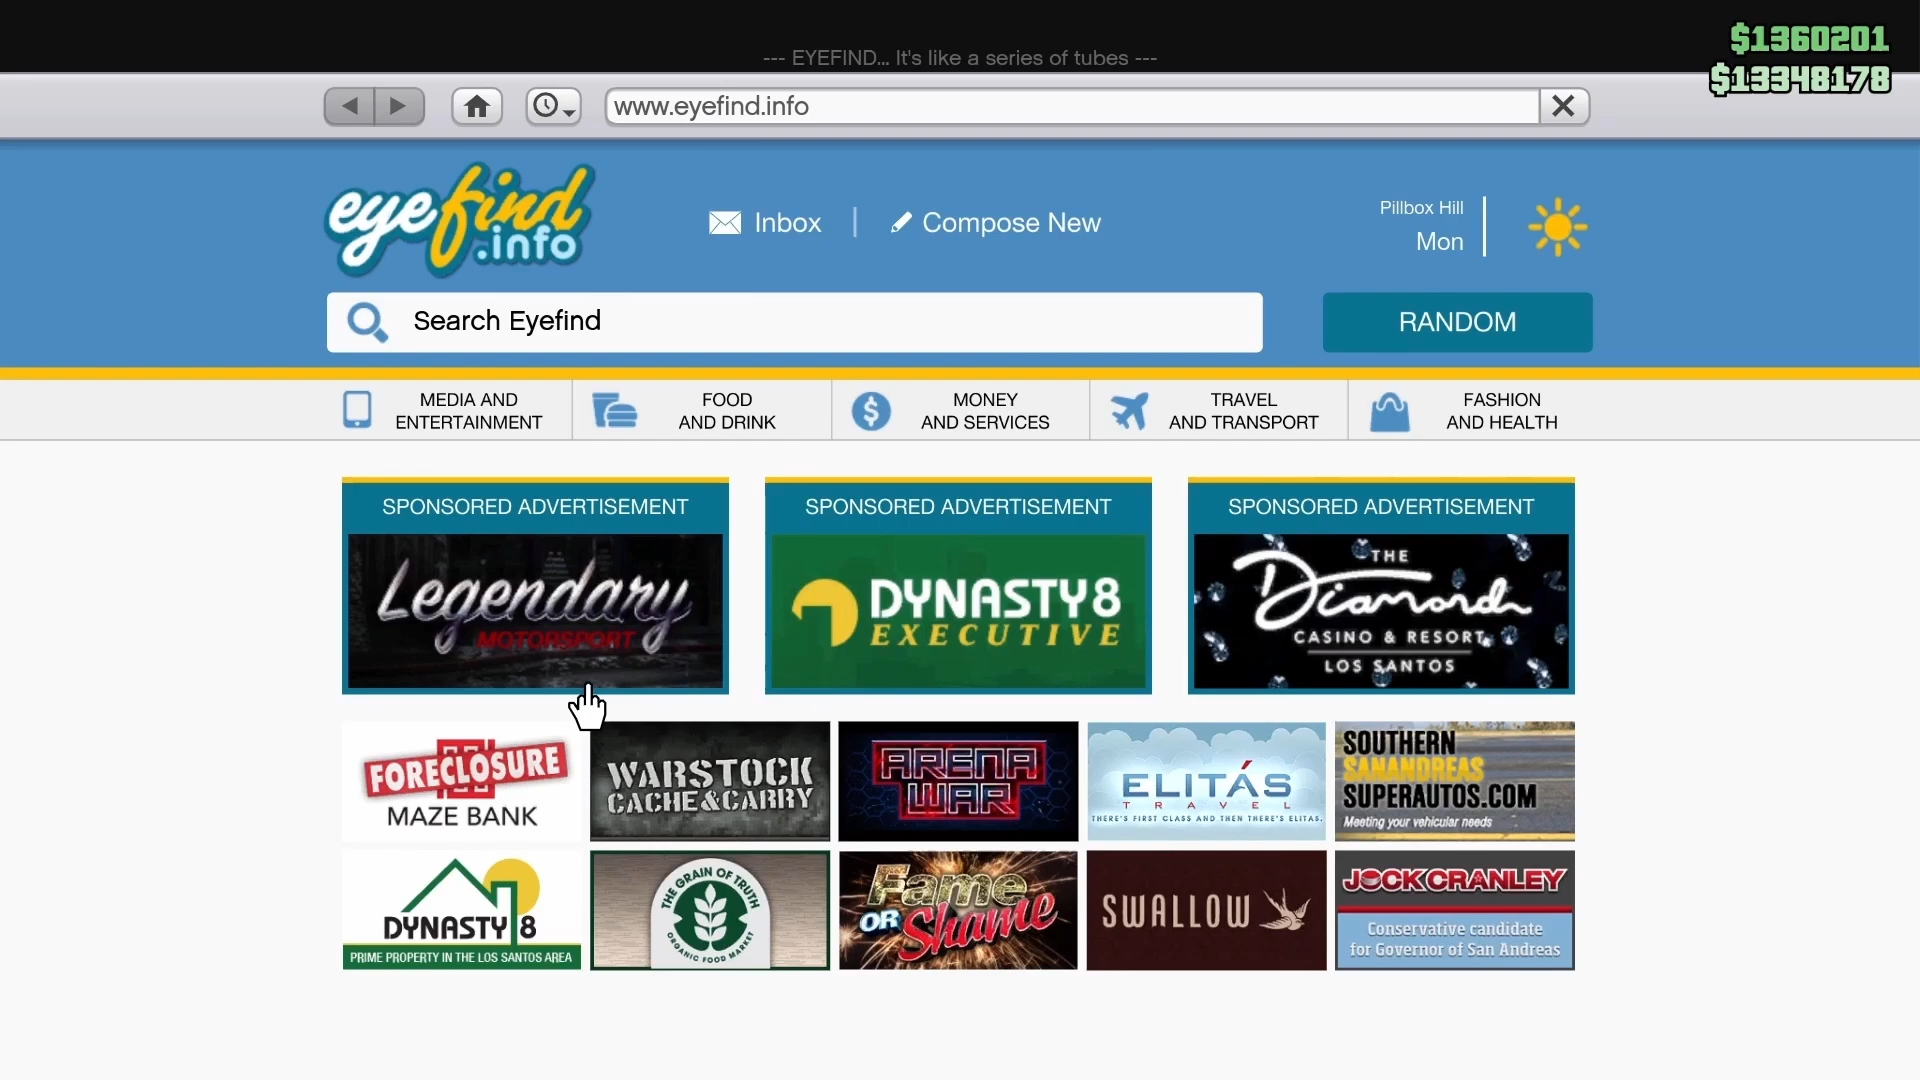 $1360201
--- EYEFIND... It's like a series of tubes ---
$13348178
www.eyefind.info
eyefind
.info
Inbox
Compose New
Pillbox Hill
Mon
Search Eyefind
RANDOM
MEDIA AND
ENTERTAINMENT
FOOD
AND DRINK
MONEY
AND SERVICES
TRAVEL
AND TRANSPORT
FASHION
AND HEALTH
SPONSORED ADVERTISEMENT
Legendary
MOTORSPORT
SPONSORED ADVERTISEMENT
DYNASTY8
EXECUTIVE
SPONSORED ADVERTISEMENT
THE
Diamond
CASINO & RESORT
LOS SANTOS
FORECLOSURE
MAZE BANK
WARSTOCK
CACHE&CARRY
ARENA
WAR
ELITÁS
TRAVEL
THERE'S FIRST CLASS AND THEN THERE'S ELITAS.
SOUTHERN
SANANDREAS
SUPERAUTOS.COM
Meeting your vehicular needs
DYNASTY 8
PRIME PROPERTY IN THE LOS SANTOS AREA
THE GRAIN OF TRUTH
ORGANIC FOOD MARKET
Fame
OR Shame
SWALLOW
JOCK CRANLEY
Conservative candidate
for Governor of San Andreas